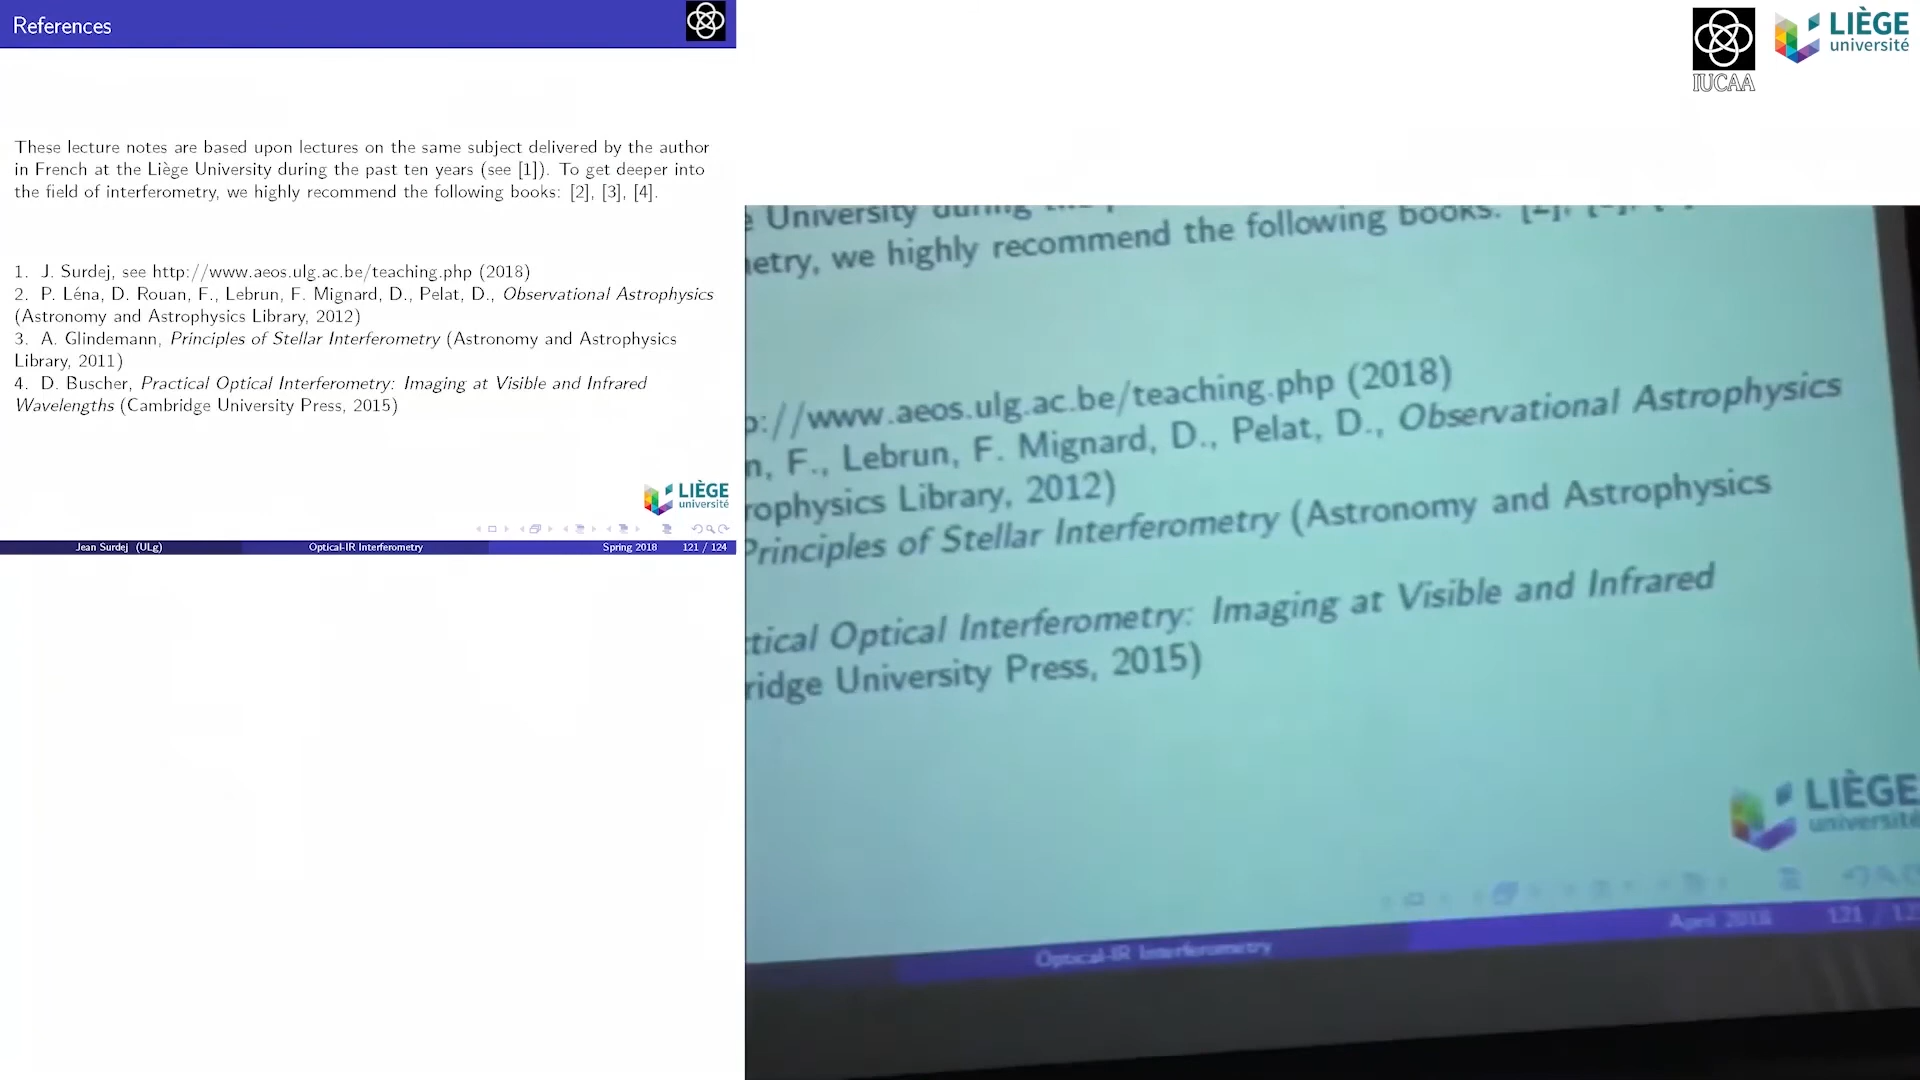 References
These lecture notes are based upon lectures on the same subject delivered by the author
in French at the Liège University during the past ten years (see [1]). To get deeper into
the field of interferometry, we highly recommend the following books: [2], [3], [4].
1. J. Surdej, see http://www.aeos.ulg.ac.be/teaching.php (2018)
2. P. Léna, D. Rouan, F., Lebrun, F. Mignard, D., Pelat, D., Observational Astrophysics
(Astronomy and Astrophysics Library, 2012)
3. A. Glindemann, Principles of Stellar Interferometry (Astronomy and Astrophysics
Library, 2011)
4. D. Buscher, Practical Optical Interferometry: Imaging at Visible and Infrared
Wavelengths (Cambridge University Press, 2015)
LIÈGE
université
Jean Surdej (ULg) Optical-IR Interferometry Spring 2018 121 / 124
IUCAA
LIÈGE
université
e University during
etry, we highly recommend the following books:
p://www.aeos.ulg.ac.be/teaching.php (2018)
n, F., Lebrun, F. Mignard, D., Pelat, D., Observational Astrophysics
rophysics Library, 2012)
Principles of Stellar Interferometry (Astronomy and Astrophysics
tical Optical Interferometry: Imaging at Visible and Infrared
ridge University Press, 2015)
LIÈGE
université
Optical-IR Interferometry April 2018 121 / 12